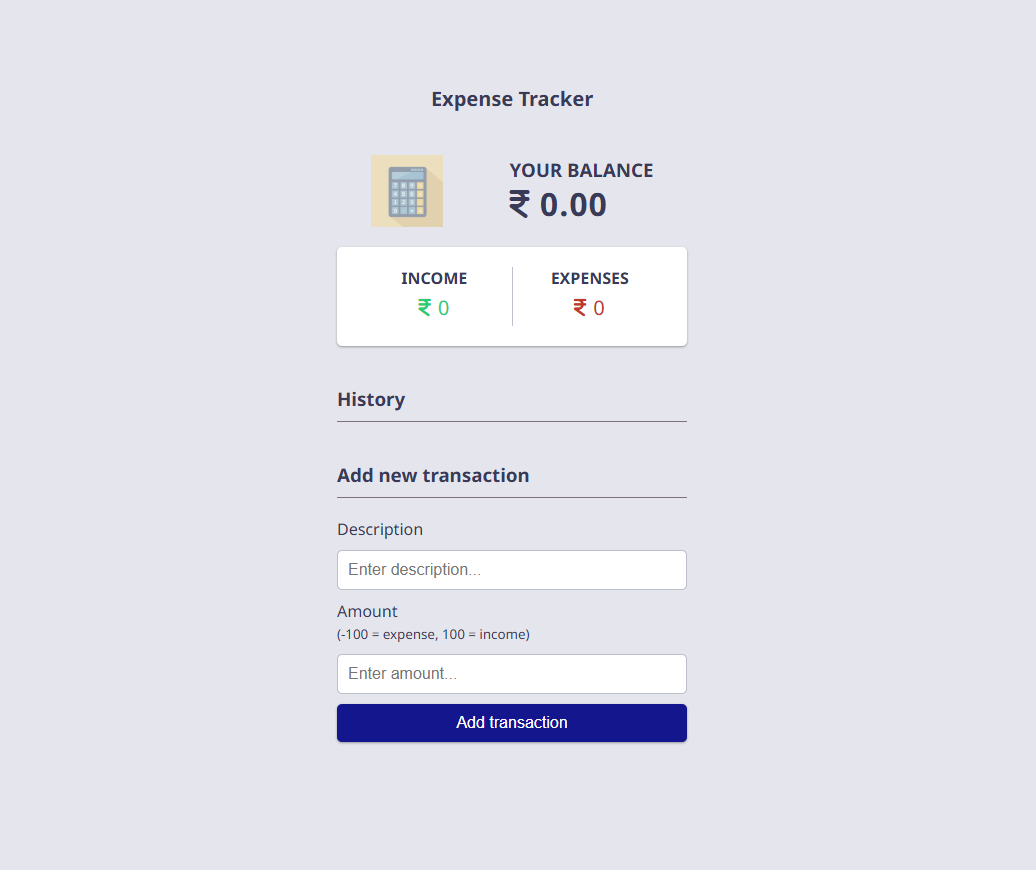 Expense Tracker
YOUR BALANCE
₹ 0.00
INCOME
₹ 0
EXPENSES
₹ 0
History
Add new transaction
Description
Enter description...
Amount
(-100 = expense, 100 = income)
Enter amount...
Add transaction